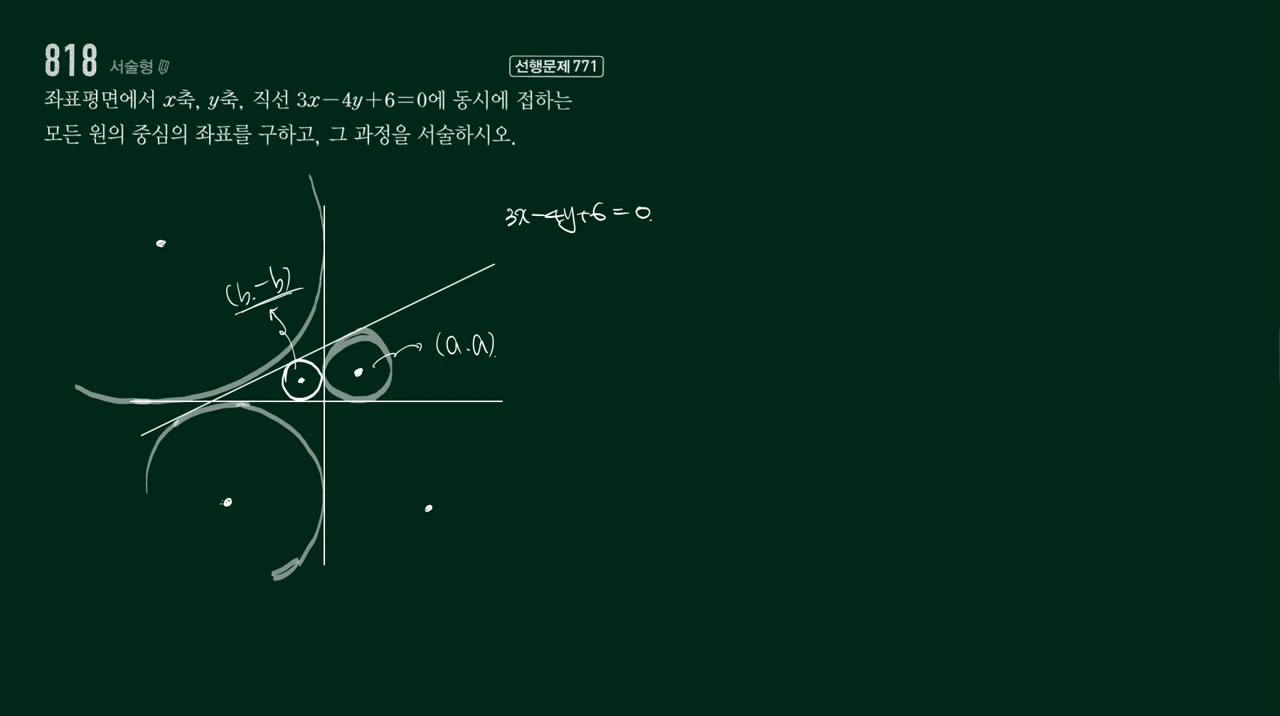 818 서술형
선행문제 771
좌표평면에서 x축, y축, 직선 3x-4y+6=0에 동시에 접하는
모든 원의 중심의 좌표를 구하고, 그 과정을 서술하시오.
3x-4y+6=0.
(b.-b)
(a.a)